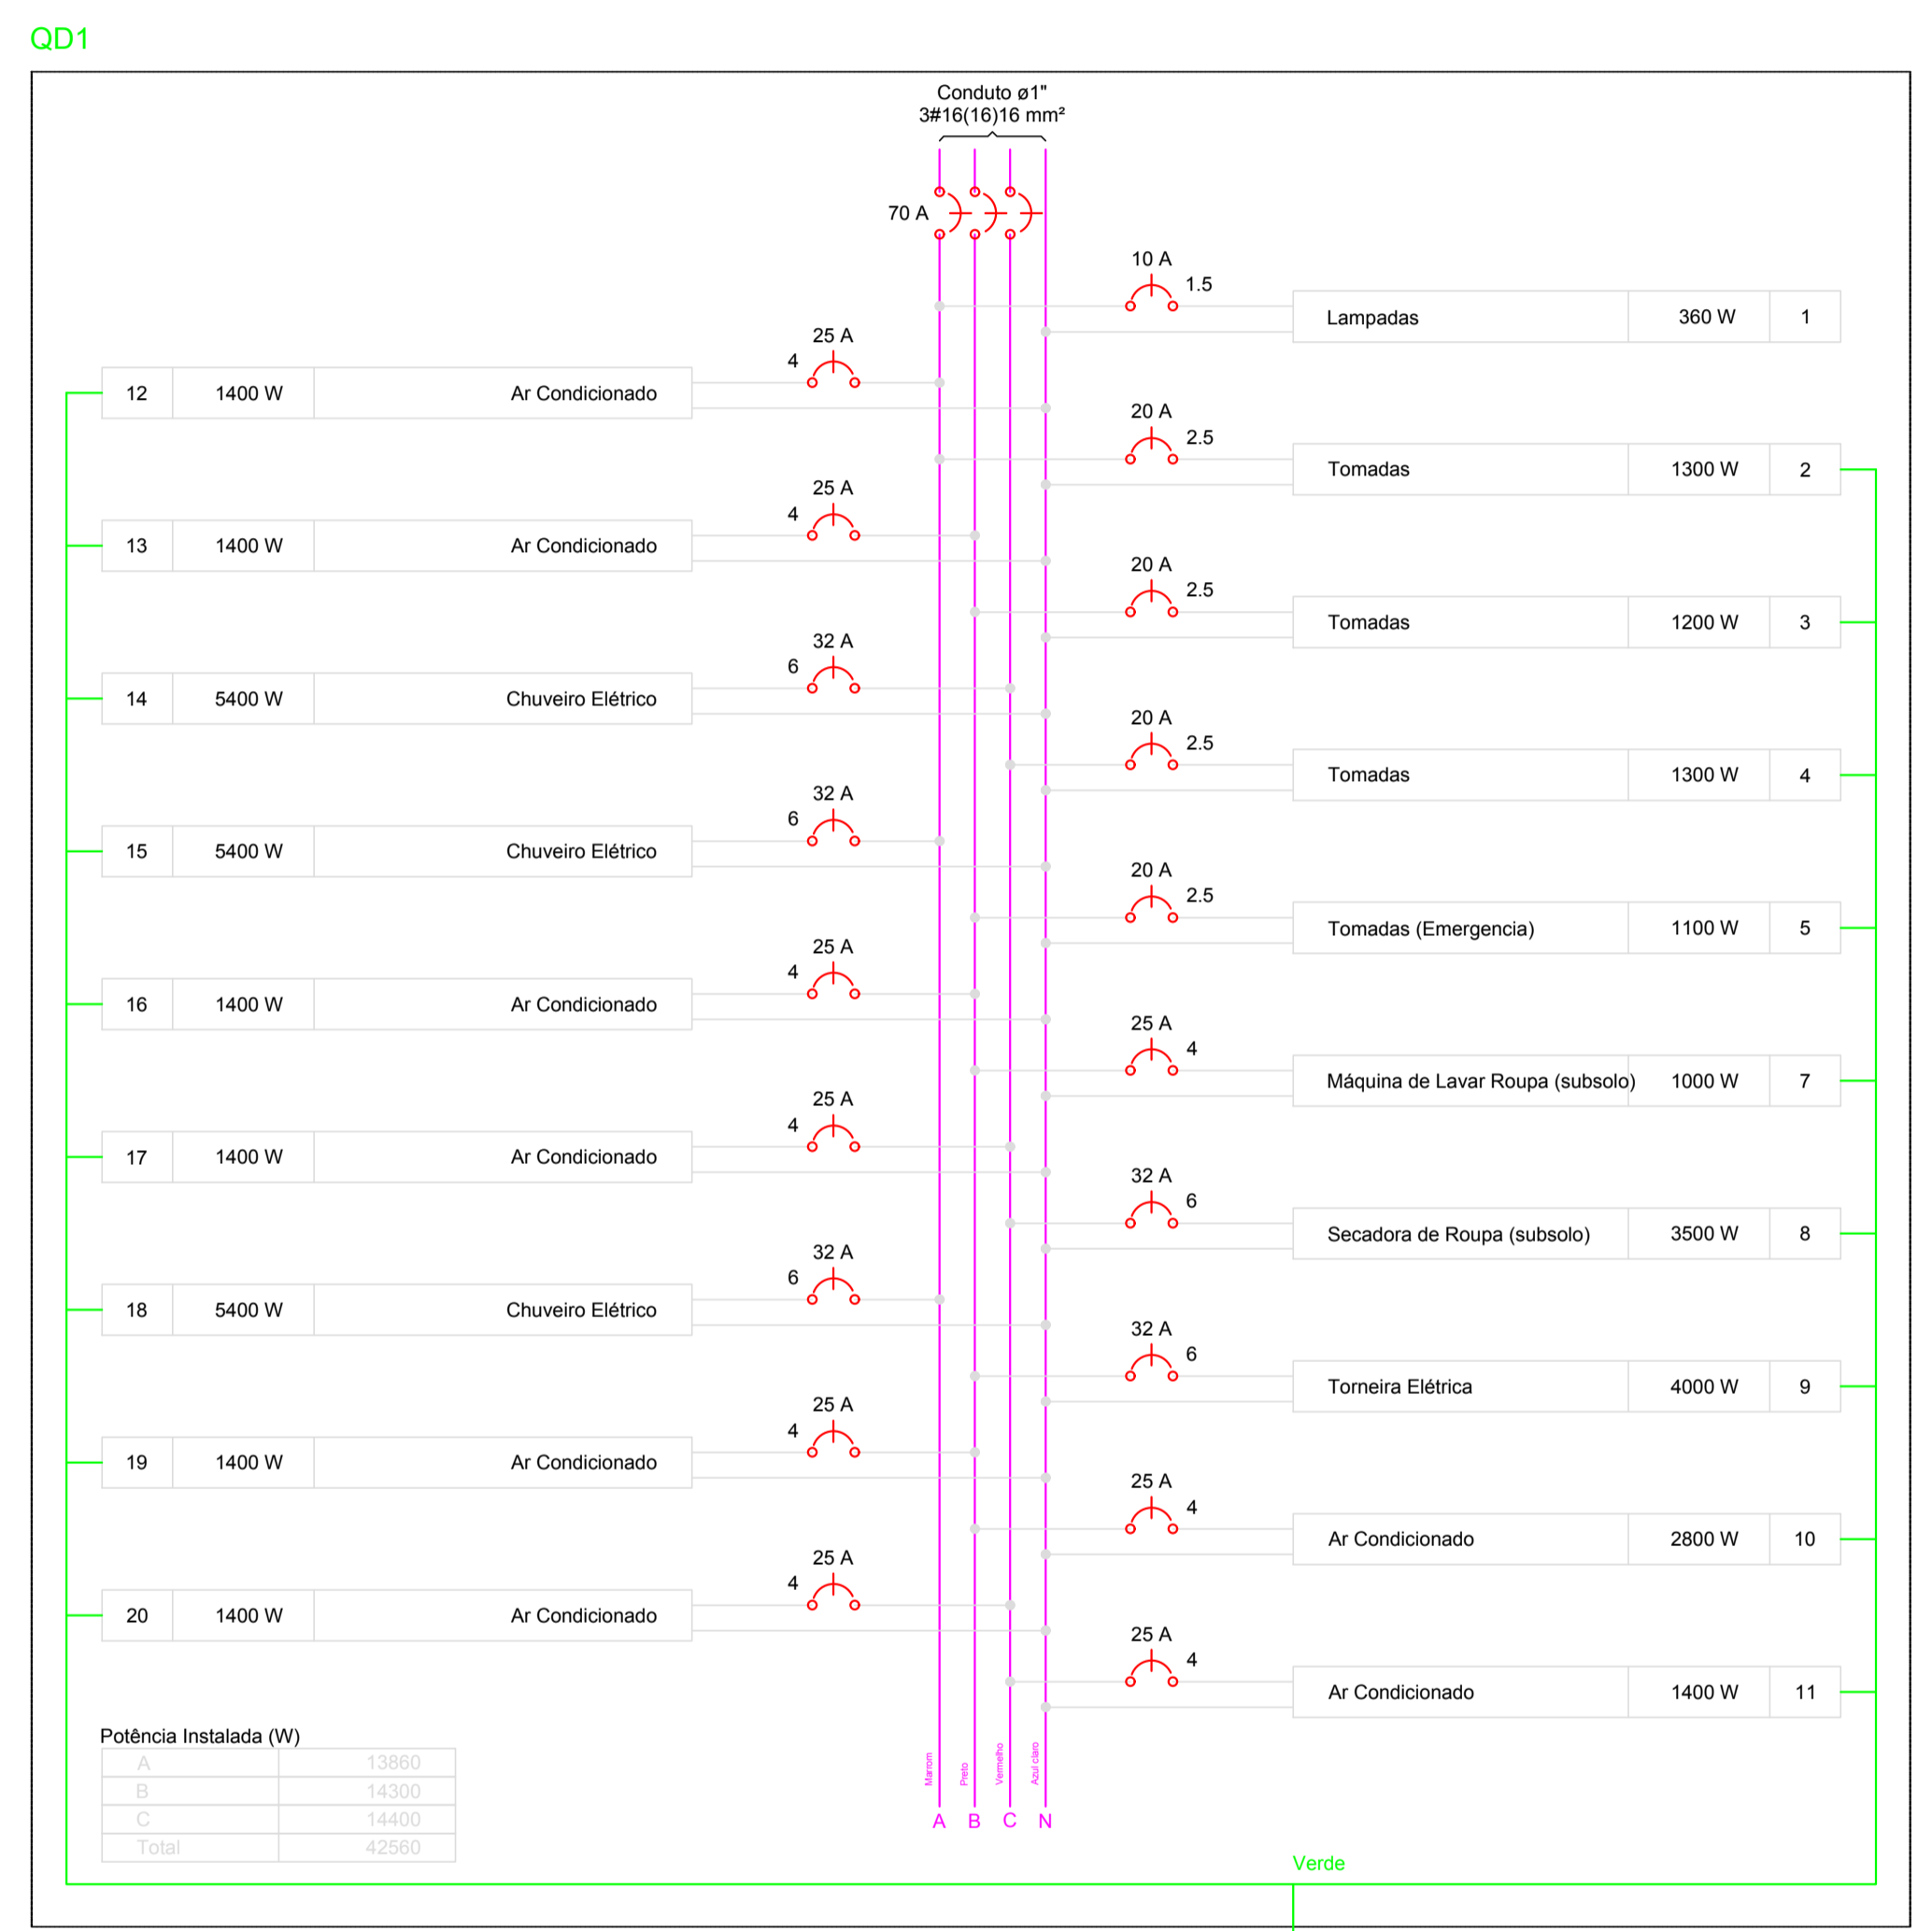 QD1
Conduto ø1"
3#16(16)16 mm²
70 A
10 A
1.5
Lampadas 360 W 1
25 A
4
12 1400 W Ar Condicionado
20 A
2.5
Tomadas 1300 W 2
25 A
4
13 1400 W Ar Condicionado
20 A
2.5
Tomadas 1200 W 3
32 A
6
14 5400 W Chuveiro Elétrico
20 A
2.5
Tomadas 1300 W 4
32 A
6
15 5400 W Chuveiro Elétrico
20 A
2.5
Tomadas (Emergencia) 1100 W 5
25 A
4
16 1400 W Ar Condicionado
25 A
4
Máquina de Lavar Roupa (subsolo) 1000 W 7
25 A
4
17 1400 W Ar Condicionado
32 A
6
Secadora de Roupa (subsolo) 3500 W 8
32 A
6
18 5400 W Chuveiro Elétrico
32 A
6
Torneira Elétrica 4000 W 9
25 A
4
19 1400 W Ar Condicionado
25 A
4
Ar Condicionado 2800 W 10
25 A
4
20 1400 W Ar Condicionado
25 A
4
Ar Condicionado 1400 W 11
Potência Instalada (W)
A 13860
B 14300
C 14400
Total 42560
Marrom
Preto
Vermelho
Azul claro
A B C N
Verde